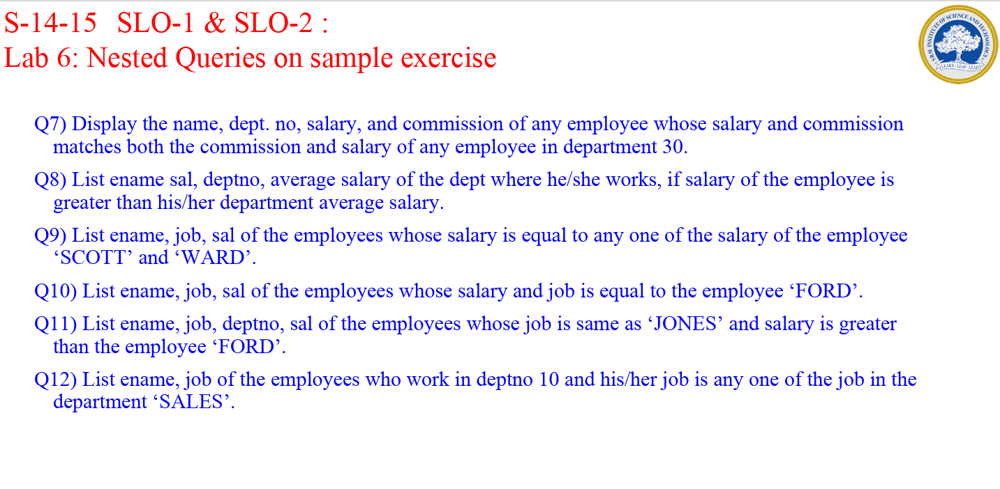 S-14-15 SLO-1 & SLO-2 :
Lab 6: Nested Queries on sample exercise
SRM INSTITUTE OF SCIENCE AND TECHNOLOGY
LEARN - LEAP - LEAD
Q7) Display the name, dept. no, salary, and commission of any employee whose salary and commission
matches both the commission and salary of any employee in department 30.
Q8) List ename sal, deptno, average salary of the dept where he/she works, if salary of the employee is
greater than his/her department average salary.
Q9) List ename, job, sal of the employees whose salary is equal to any one of the salary of the employee
‘SCOTT’ and ‘WARD’.
Q10) List ename, job, sal of the employees whose salary and job is equal to the employee ‘FORD’.
Q11) List ename, job, deptno, sal of the employees whose job is same as ‘JONES’ and salary is greater
than the employee ‘FORD’.
Q12) List ename, job of the employees who work in deptno 10 and his/her job is any one of the job in the
department ‘SALES’.